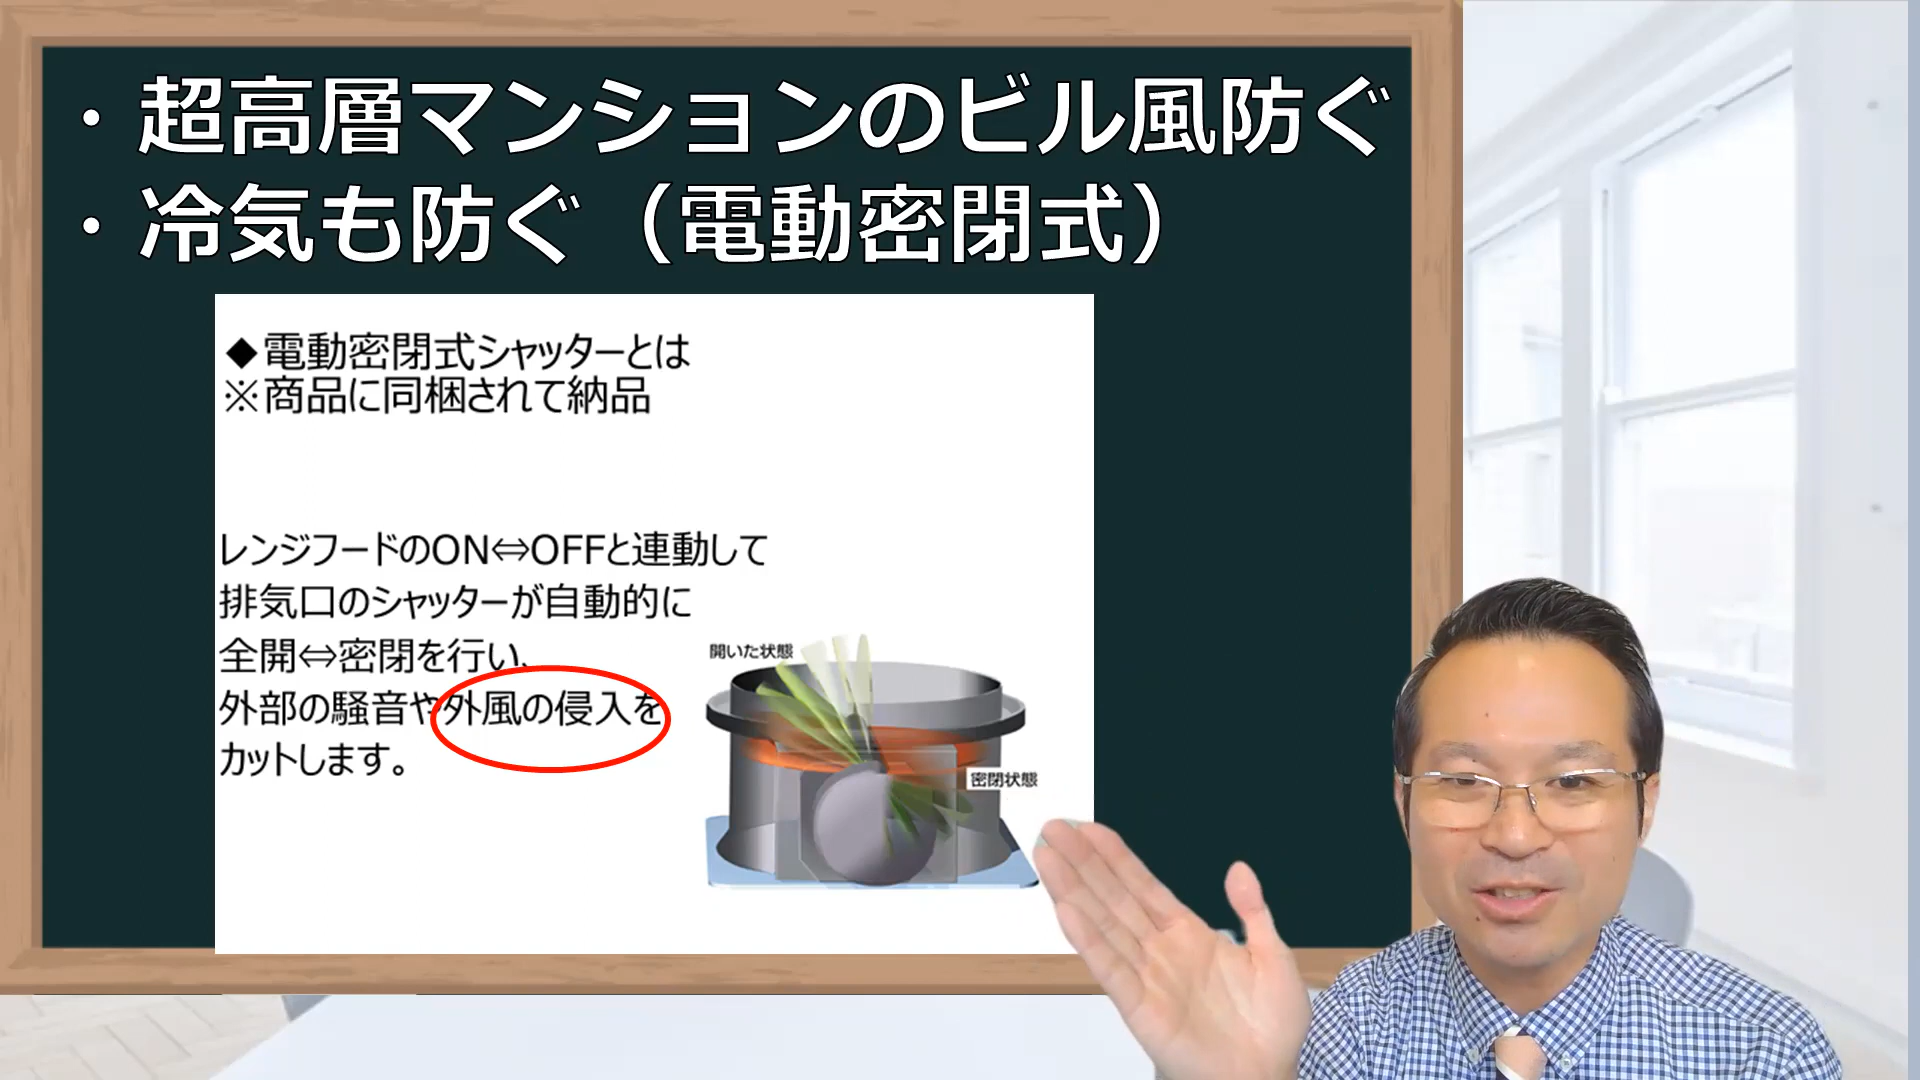 ・超高層マンションのビル風防ぐ
・冷気も防ぐ（電動密閉式）
◆電動密閉式シャッターとは
※商品に同梱されて納品
レンジフードのON⇔OFFと連動して
排気口のシャッターが自動的に
全開⇔密閉を行い、
外部の騒音や外風の侵入を
カットします。
開いた状態
密閉状態